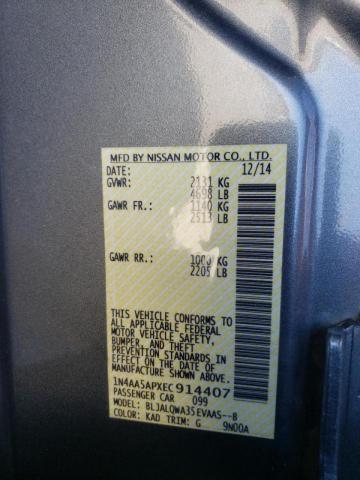 MFD BY NISSAN MOTOR CO., LTD.
DATE: 12/14
GVWR: 2131 KG
4698 LB
GAWR FR.: 1140 KG
2513 LB
GAWR RR.: 1000 KG
2205 LB
THIS VEHICLE CONFORMS TO
ALL APPLICABLE FEDERAL
MOTOR VEHICLE SAFETY,
BUMPER, AND THEFT
PREVENTION STANDARDS
IN EFFECT ON THE DATE OF
MANUFACTURE SHOWN ABOVE.
1N4AA5APXEC914407
PASSENGER CAR 099
MODEL: BLJALQWA35EVAAS--B
COLOR: KAD TRIM: G 9N00A